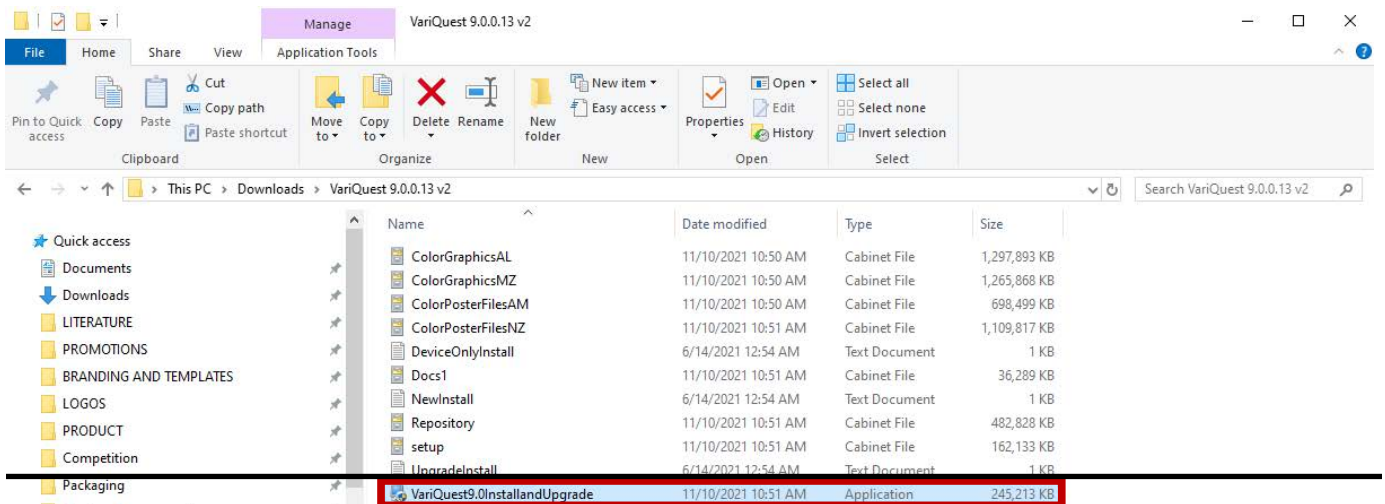 Manage VariQuest 9.0.0.13 v2
File Home Share View Application Tools
Pin to Quick access
Copy
Paste
Cut
Copy path
Paste shortcut
Clipboard
Move to
Copy to
Delete
Rename
Organize
New folder
New item
Easy access
New
Properties
Open
Edit
History
Open
Select all
Select none
Invert selection
Select
This PC > Downloads > VariQuest 9.0.0.13 v2
Search VariQuest 9.0.0.13 v2
Quick access
Documents
Downloads
LITERATURE
PROMOTIONS
BRANDING AND TEMPLATES
LOGOS
PRODUCT
Competition
Packaging
Name Date modified Type Size
ColorGraphicsAL 11/10/2021 10:50 AM Cabinet File 1,297,893 KB
ColorGraphicsMZ 11/10/2021 10:50 AM Cabinet File 1,265,868 KB
ColorPosterFilesAM 11/10/2021 10:50 AM Cabinet File 698,499 KB
ColorPosterFilesNZ 11/10/2021 10:51 AM Cabinet File 1,109,817 KB
DeviceOnlyInstall 6/14/2021 12:54 AM Text Document 1 KB
Docs1 11/10/2021 10:51 AM Cabinet File 36,289 KB
NewInstall 6/14/2021 12:54 AM Text Document 1 KB
Repository 11/10/2021 10:51 AM Cabinet File 482,828 KB
setup 11/10/2021 10:51 AM Cabinet File 162,133 KB
UpgradeInstall 6/14/2021 12:54 AM Text Document 1 KB
VariQuest9.0InstallandUpgrade 11/10/2021 10:51 AM Application 245,213 KB